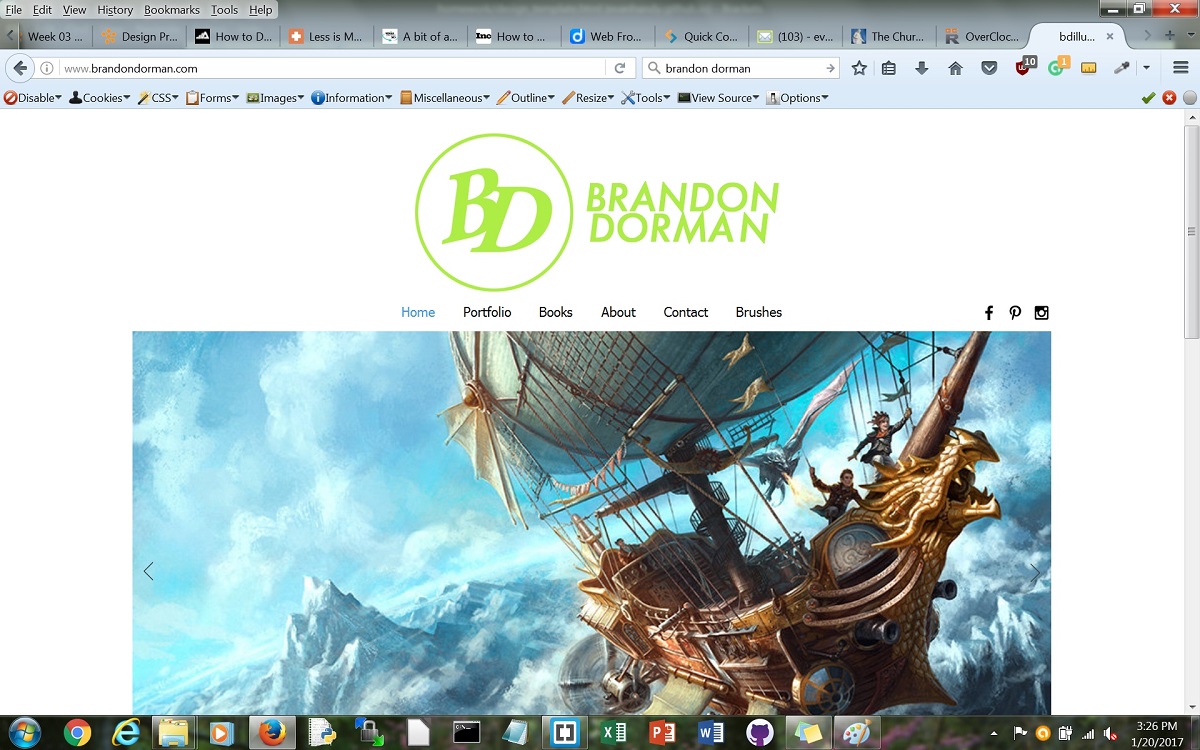 File Edit View History Bookmarks Tools Help
Week 03 ... Design Pr... How to D... Less is M... A bit of a... Inc How to ... Web Fro... Quick Co... (103) - ev... The Chur... OverCloc... bdillu...
www.brandondorman.com brandon dorman 10 1
Disable Cookies CSS Forms Images Information Miscellaneous Outline Resize Tools View Source Options
BD
BRANDON
DORMAN
Home Portfolio Books About Contact Brushes
3:26 PM
1/20/2017